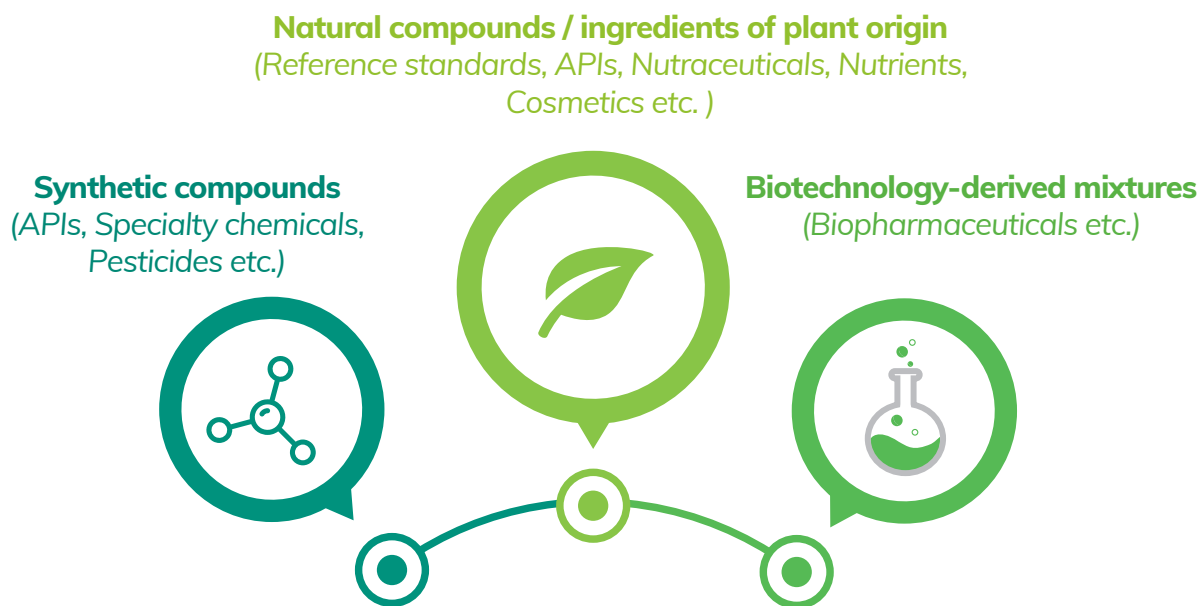 Natural compounds / ingredients of plant origin
(Reference standards, APIs, Nutraceuticals, Nutrients,
Cosmetics etc. )
Synthetic compounds
(APIs, Specialty chemicals,
Pesticides etc.)
Biotechnology-derived mixtures
(Biopharmaceuticals etc.)